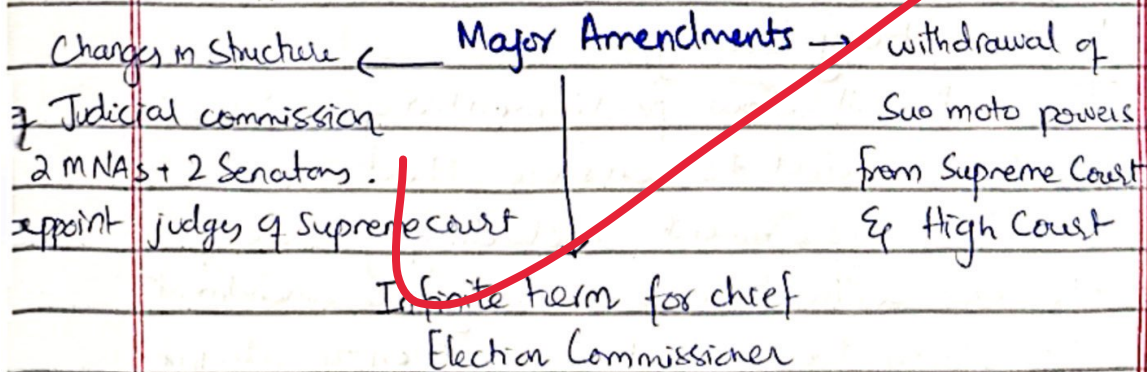 Major Amendments
Changes in structure
of Judicial commission
2 MNAs + 2 Senators.
appoint judges of Supreme court
withdrawal of
Suo moto powers
from Supreme Court
& High Court
Infinite term for chief
Election Commissioner